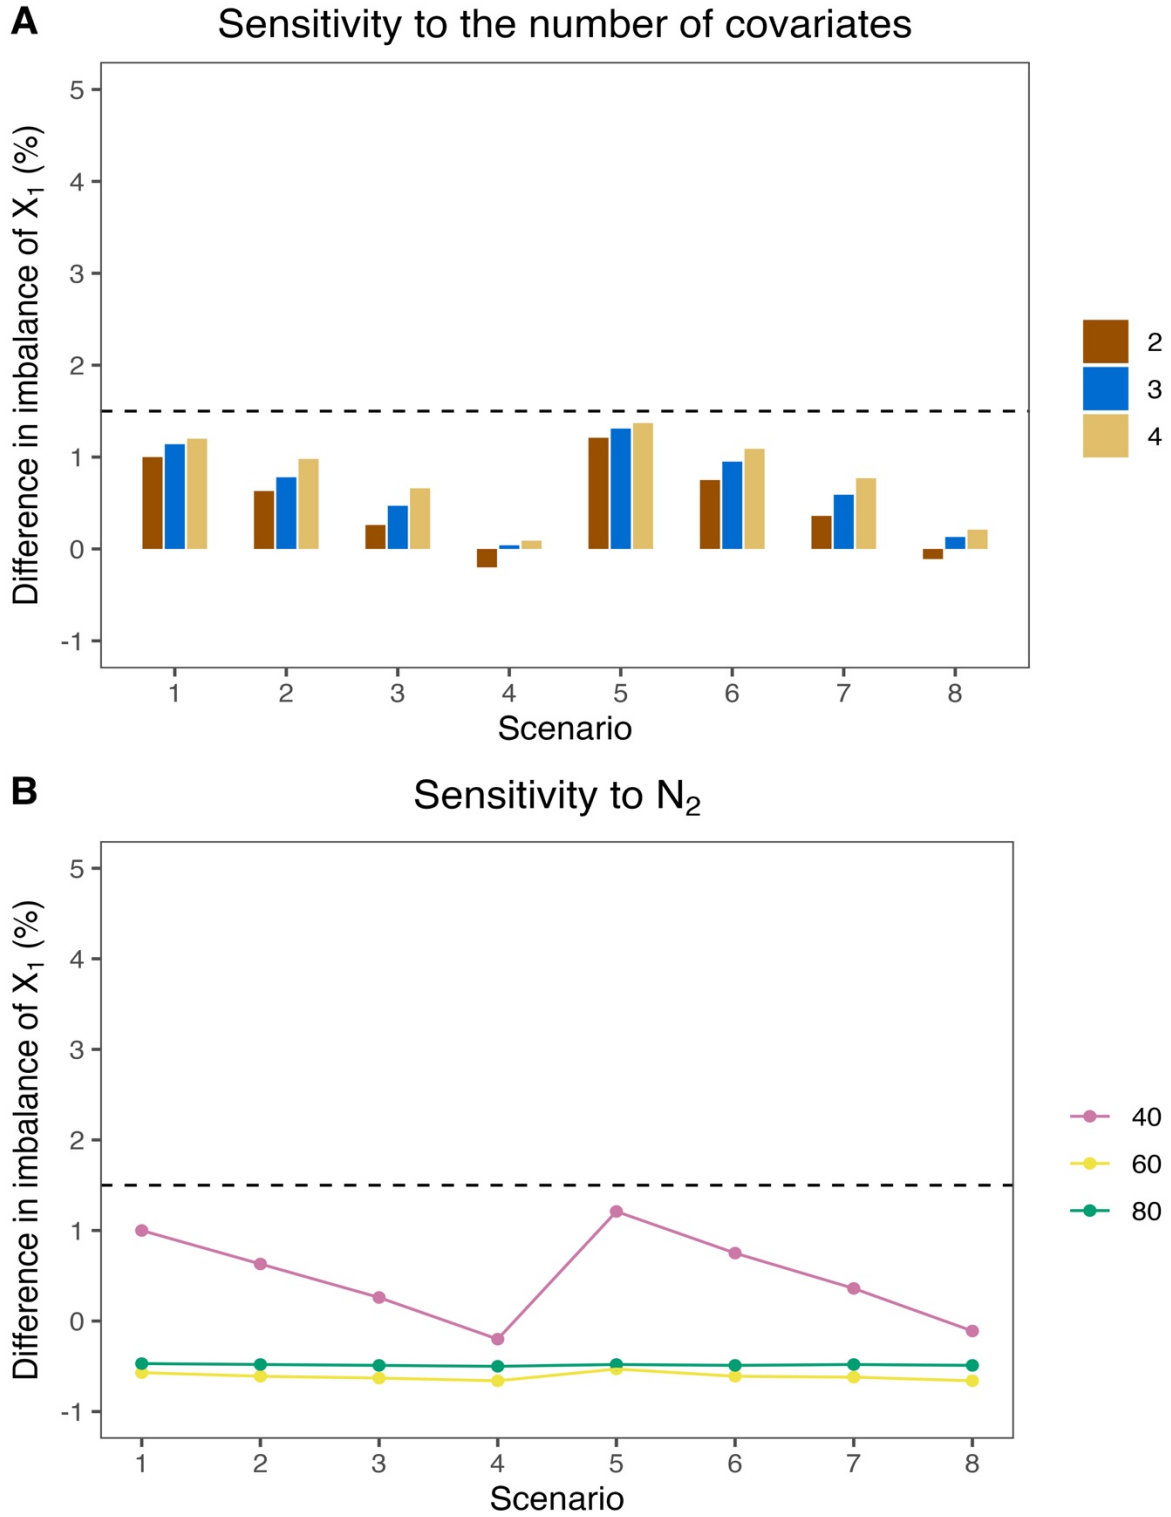 A
Sensitivity to the number of covariates
Difference in imbalance of X₁ (%)
5
4
3
2
1
0
-1
1 2 3 4 5 6 7 8
Scenario
2
3
4
B
Sensitivity to N₂
Difference in imbalance of X₁ (%)
5
4
3
2
1
0
-1
1 2 3 4 5 6 7 8
Scenario
40
60
80